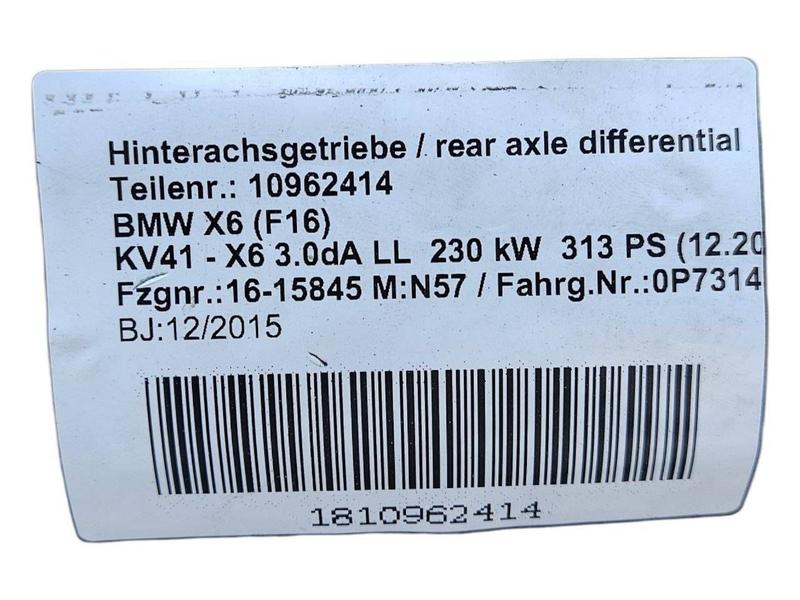 Hinterachsgetriebe / rear axle differential
Teilenr.: 10962414
BMW X6 (F16)
KV41 - X6 3.0dA LL 230 kW 313 PS (12.20
Fzgnr.:16-15845 M:N57 / Fahrg.Nr.:0P7314
BJ:12/2015
1810962414